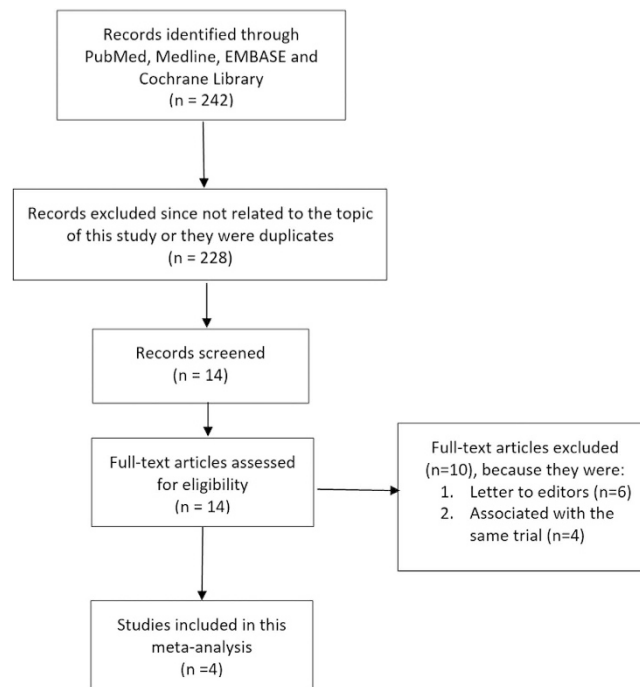 Records identified through
PubMed, Medline, EMBASE and
Cochrane Library
(n = 242)
Records excluded since not related to the topic
of this study or they were duplicates
(n = 228)
Records screened
(n = 14)
Full-text articles assessed
for eligibility
(n = 14)
Full-text articles excluded
(n=10), because they were:
1. Letter to editors (n=6)
2. Associated with the
same trial (n=4)
Studies included in this
meta-analysis
(n =4)